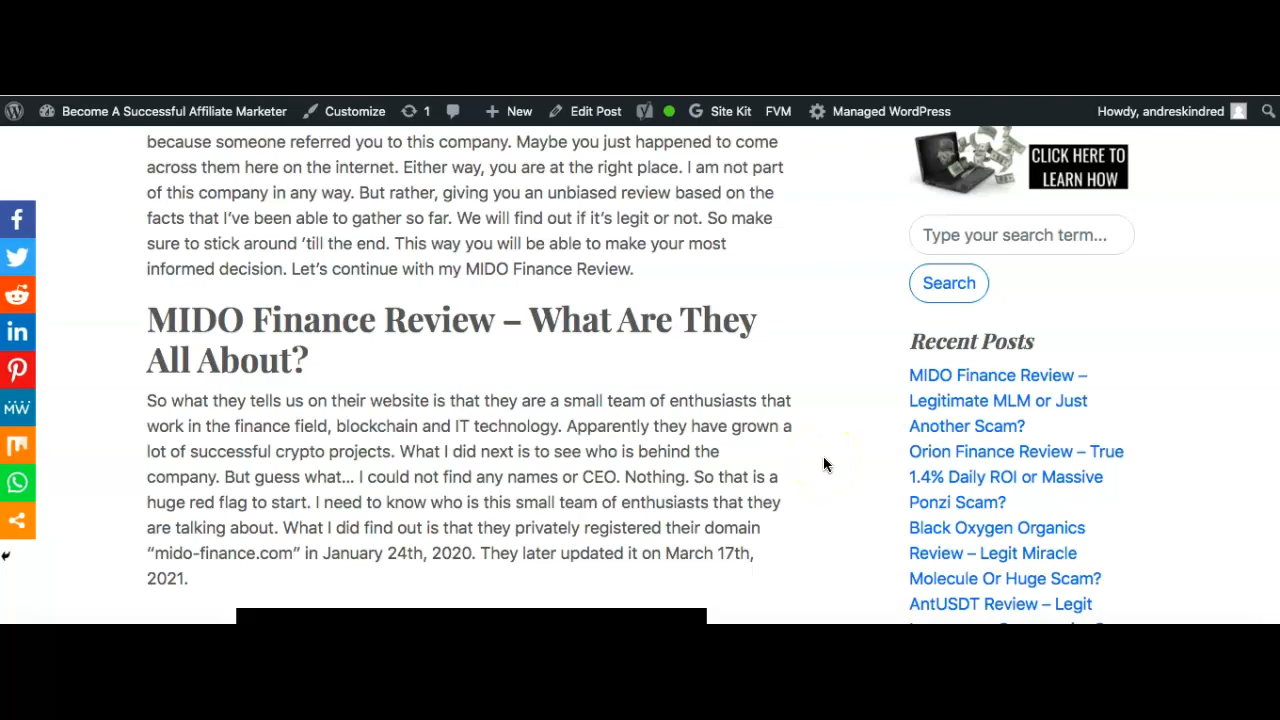 Become A Successful Affiliate Marketer
Customize
1
New
Edit Post
Site Kit
FVM
Managed WordPress
Howdy, andreskindred
because someone referred you to this company. Maybe you just happened to come
across them here on the internet. Either way, you are at the right place. I am not part
of this company in any way. But rather, giving you an unbiased review based on the
facts that I’ve been able to gather so far. We will find out if it’s legit or not. So make
sure to stick around ‘till the end. This way you will be able to make your most
informed decision. Let’s continue with my MIDO Finance Review.
MIDO Finance Review – What Are They
All About?
So what they tells us on their website is that they are a small team of enthusiasts that
work in the finance field, blockchain and IT technology. Apparently they have grown a
lot of successful crypto projects. What I did next is to see who is behind the
company. But guess what… I could not find any names or CEO. Nothing. So that is a
huge red flag to start. I need to know who is this small team of enthusiasts that they
are talking about. What I did find out is that they privately registered their domain
“mido-finance.com” in January 24th, 2020. They later updated it on March 17th,
2021.
CLICK HERE TO
LEARN HOW
Type your search term...
Search
Recent Posts
MIDO Finance Review –
Legitimate MLM or Just
Another Scam?
Orion Finance Review – True
1.4% Daily ROI or Massive
Ponzi Scam?
Black Oxygen Organics
Review – Legit Miracle
Molecule Or Huge Scam?
AntUSDT Review – Legit
MW